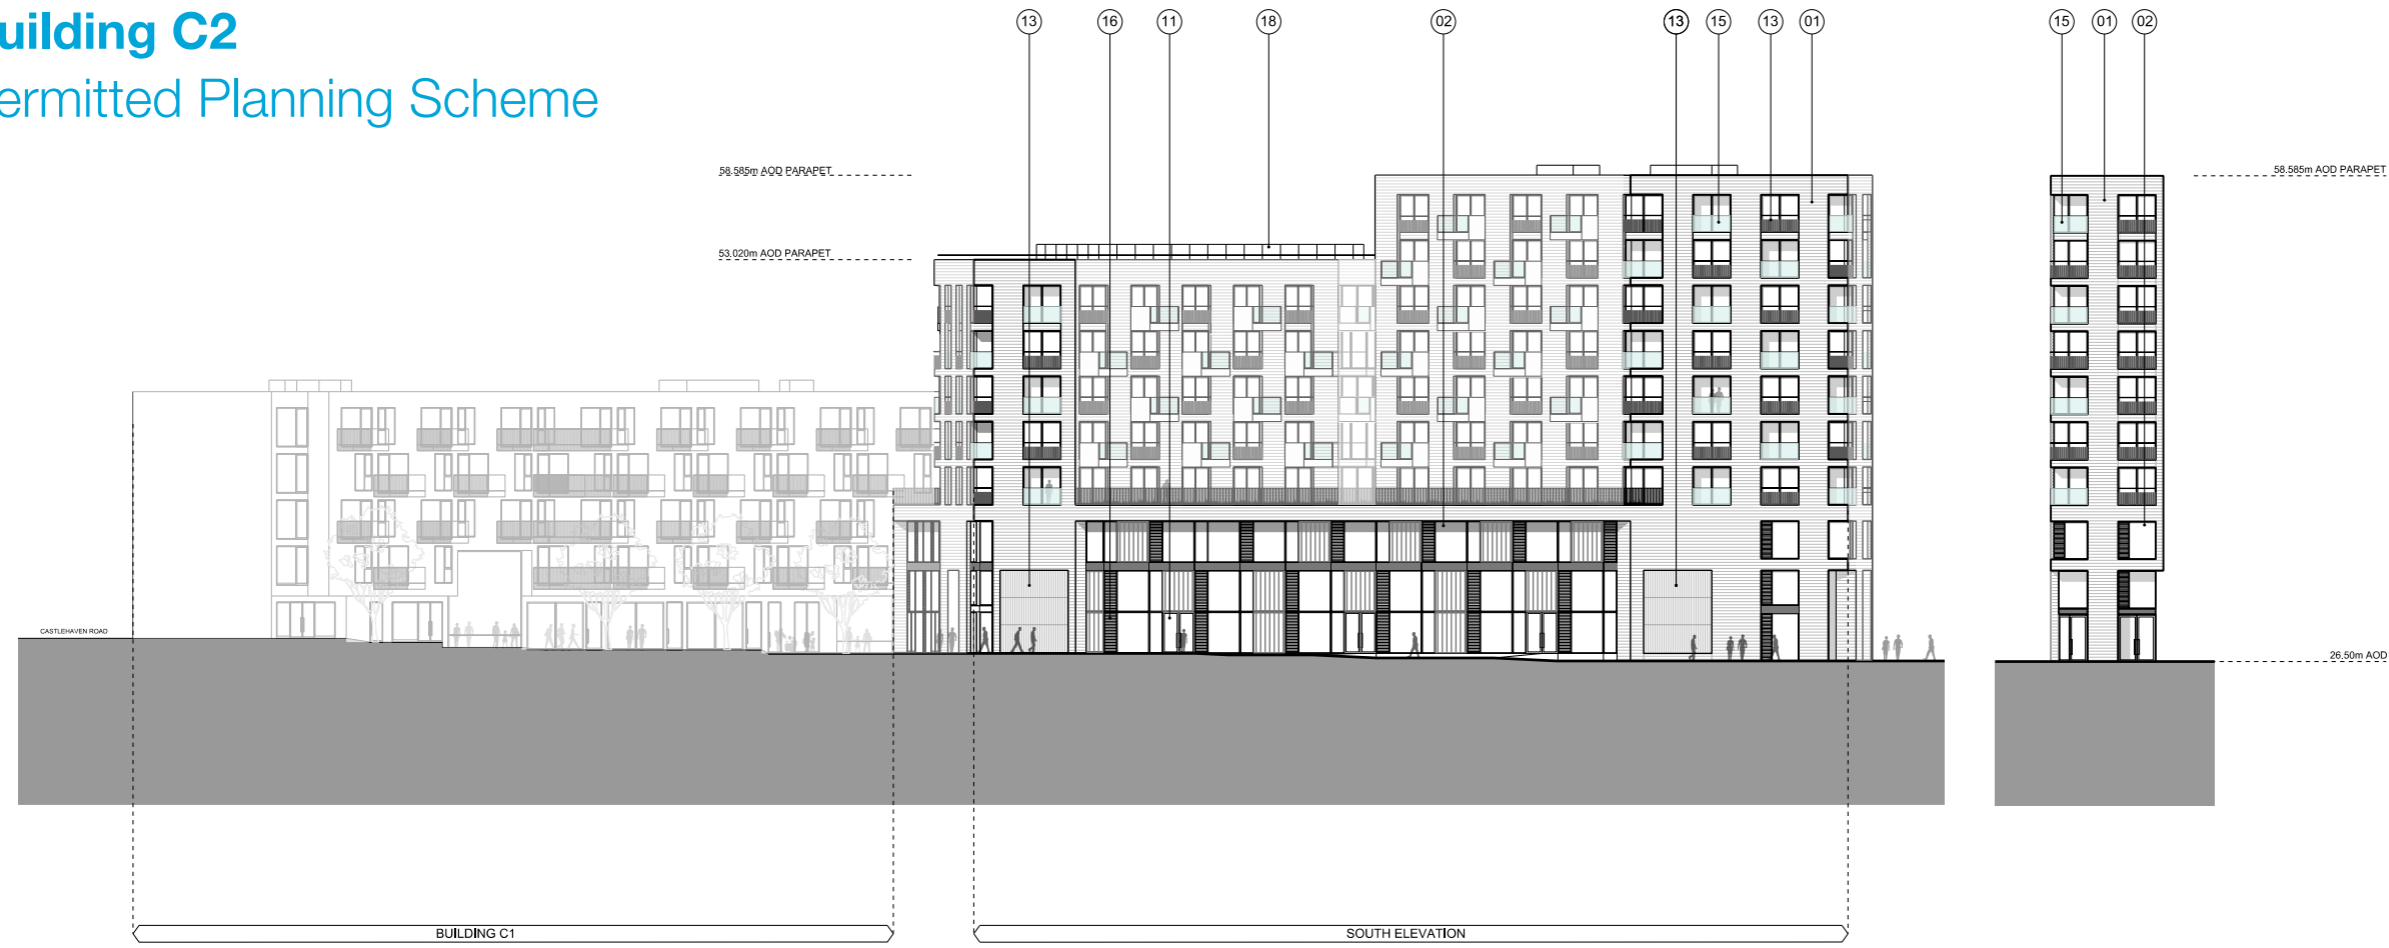 uilding C2
ermitted Planning Scheme
13 16 11 18 02 13 15 13 01 15 01 02
58.585m AOD PARAPET
58.585m AOD PARAPET
53.020m AOD PARAPET
CASTLEHAVEN ROAD
26.50m AOD
BUILDING C1
SOUTH ELEVATION